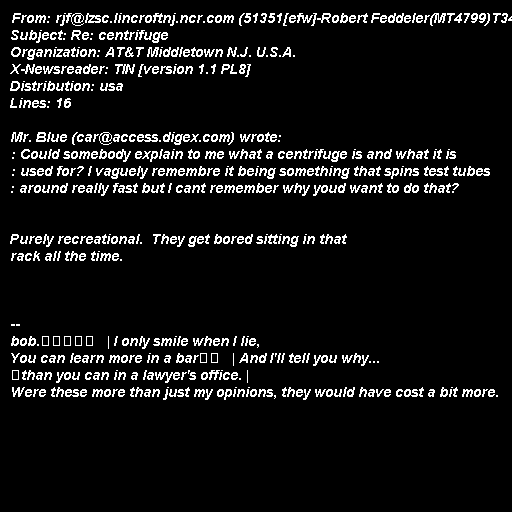 From: rjf@lzsc.lincroftnj.ncr.com (51351[efw]-Robert Feddeler(MT4799)T34
Subject: Re: centrifuge
Organization: AT&T Middletown N.J. U.S.A.
X-Newsreader: TIN [version 1.1 PL8]
Distribution: usa
Lines: 16

Mr. Blue (car@access.digex.com) wrote:
: Could somebody explain to me what a centrifuge is and what it is
: used for? I vaguely remembre it being something that spins test tubes
: around really fast but I cant remember why youd want to do that?

Purely recreational.  They get bored sitting in that
rack all the time.

--
bob.□□□□□   | I only smile when I lie,
You can learn more in a bar□□   | And I'll tell you why...
□than you can in a lawyer's office. |
Were these more than just my opinions, they would have cost a bit more.